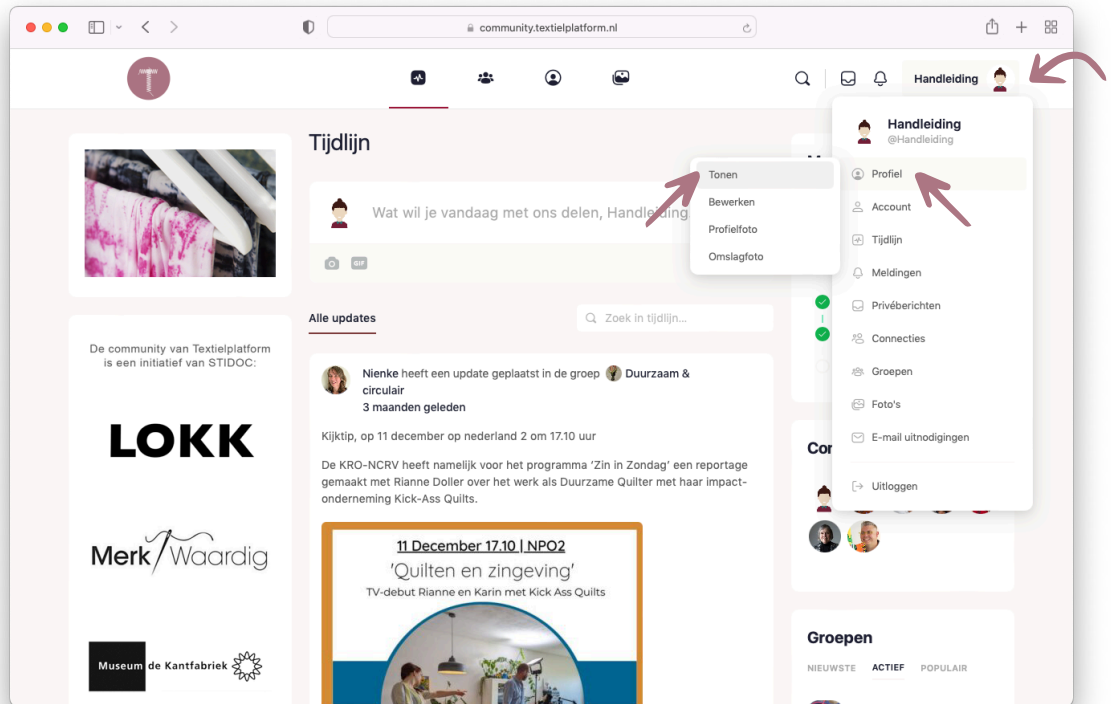 community.textielplatform.nl
Handleiding
Handleiding
@Handleiding
Profiel
Account
Tijdlijn
Meldingen
Privéberichten
Connecties
Groepen
Foto's
E-mail uitnodigingen
Uitloggen
Tonen
Bewerken
Profielfoto
Omslagfoto
Tijdlijn
Wat wil je vandaag met ons delen, Handleiding
GIF
Alle updates
Zoek in tijdlijn...
De community van Textielplatform
is een initiatief van STIDOC:
LOKK
Merk Waardig
Museum de Kantfabriek
Nienke heeft een update geplaatst in de groep Duurzaam &
circulair
3 maanden geleden
Kijktip, op 11 december op nederland 2 om 17.10 uur
De KRO-NCRV heeft namelijk voor het programma ‘Zin in Zondag’ een reportage
gemaakt met Rianne Doller over het werk als Duurzame Quilter met haar impact-
onderneming Kick-Ass Quilts.
11 December 17.10 | NPO2
'Quilten en zingeving'
TV-debut Rianne en Karin met Kick Ass Quilts
Groepen
NIEUWSTE ACTIEF POPULAIR